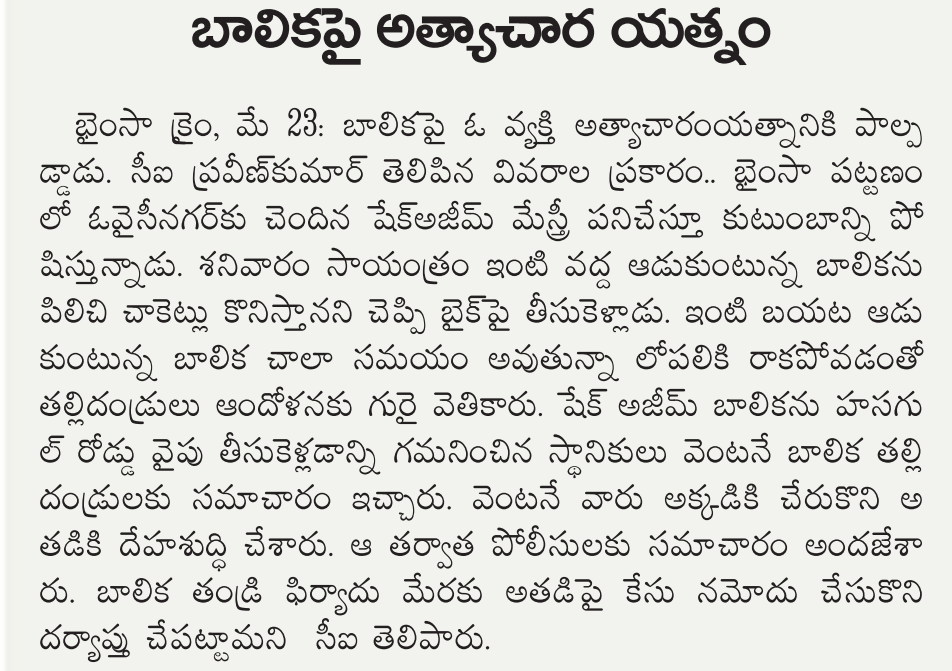 బాలికపై అత్యాచార యత్నం
భైంసా క్రైం, మే 23: బాలికపై ఓ వ్యక్తి అత్యాచారంయత్నానికి పాల్ప
డ్డాడు. సీఐ ప్రవీణ్‌కుమార్ తెలిపిన వివరాల ప్రకారం.. భైంసా పట్టణం
లో ఓవైసీనగర్‌కు చెందిన షేక్‌అజీమ్ మేస్త్రీ పనిచేస్తూ కుటుంబాన్ని పో
షిస్తున్నాడు. శనివారం సాయంత్రం ఇంటి వద్ద ఆడుకుంటున్న బాలికను
పిలిచి చాకెట్లు కొనిస్తానని చెప్పి బైక్‌పై తీసుకెళ్లాడు. ఇంటి బయట ఆడు
కుంటున్న బాలిక చాలా సమయం అవుతున్నా లోపలికి రాకపోవడంతో
తల్లిదండ్రులు ఆందోళనకు గురై వెతికారు. షేక్ అజీమ్ బాలికను హసగు
ల్ రోడ్డు వైపు తీసుకెళ్లడాన్ని గమనించిన స్థానికులు వెంటనే బాలిక తల్లి
దండ్రులకు సమాచారం ఇచ్చారు. వెంటనే వారు అక్కడికి చేరుకొని అ
తడికి దేహశుద్ధి చేశారు. ఆ తర్వాత పోలీసులకు సమాచారం అందజేశా
రు. బాలిక తండ్రి ఫిర్యాదు మేరకు అతడిపై కేసు నమోదు చేసుకొని
దర్యాప్తు చేపట్టామని సీఐ తెలిపారు.